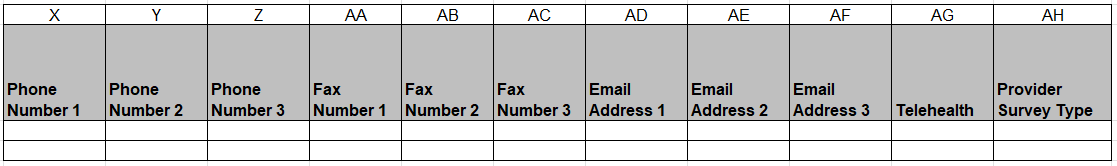 X Y Z AA AB AC AD AE AF AG AH
Phone Phone Phone Fax Fax Fax Email Email Email Provider
Number 1 Number 2 Number 3 Number 1 Number 2 Number 3 Address 1 Address 2 Address 3 Telehealth Survey Type